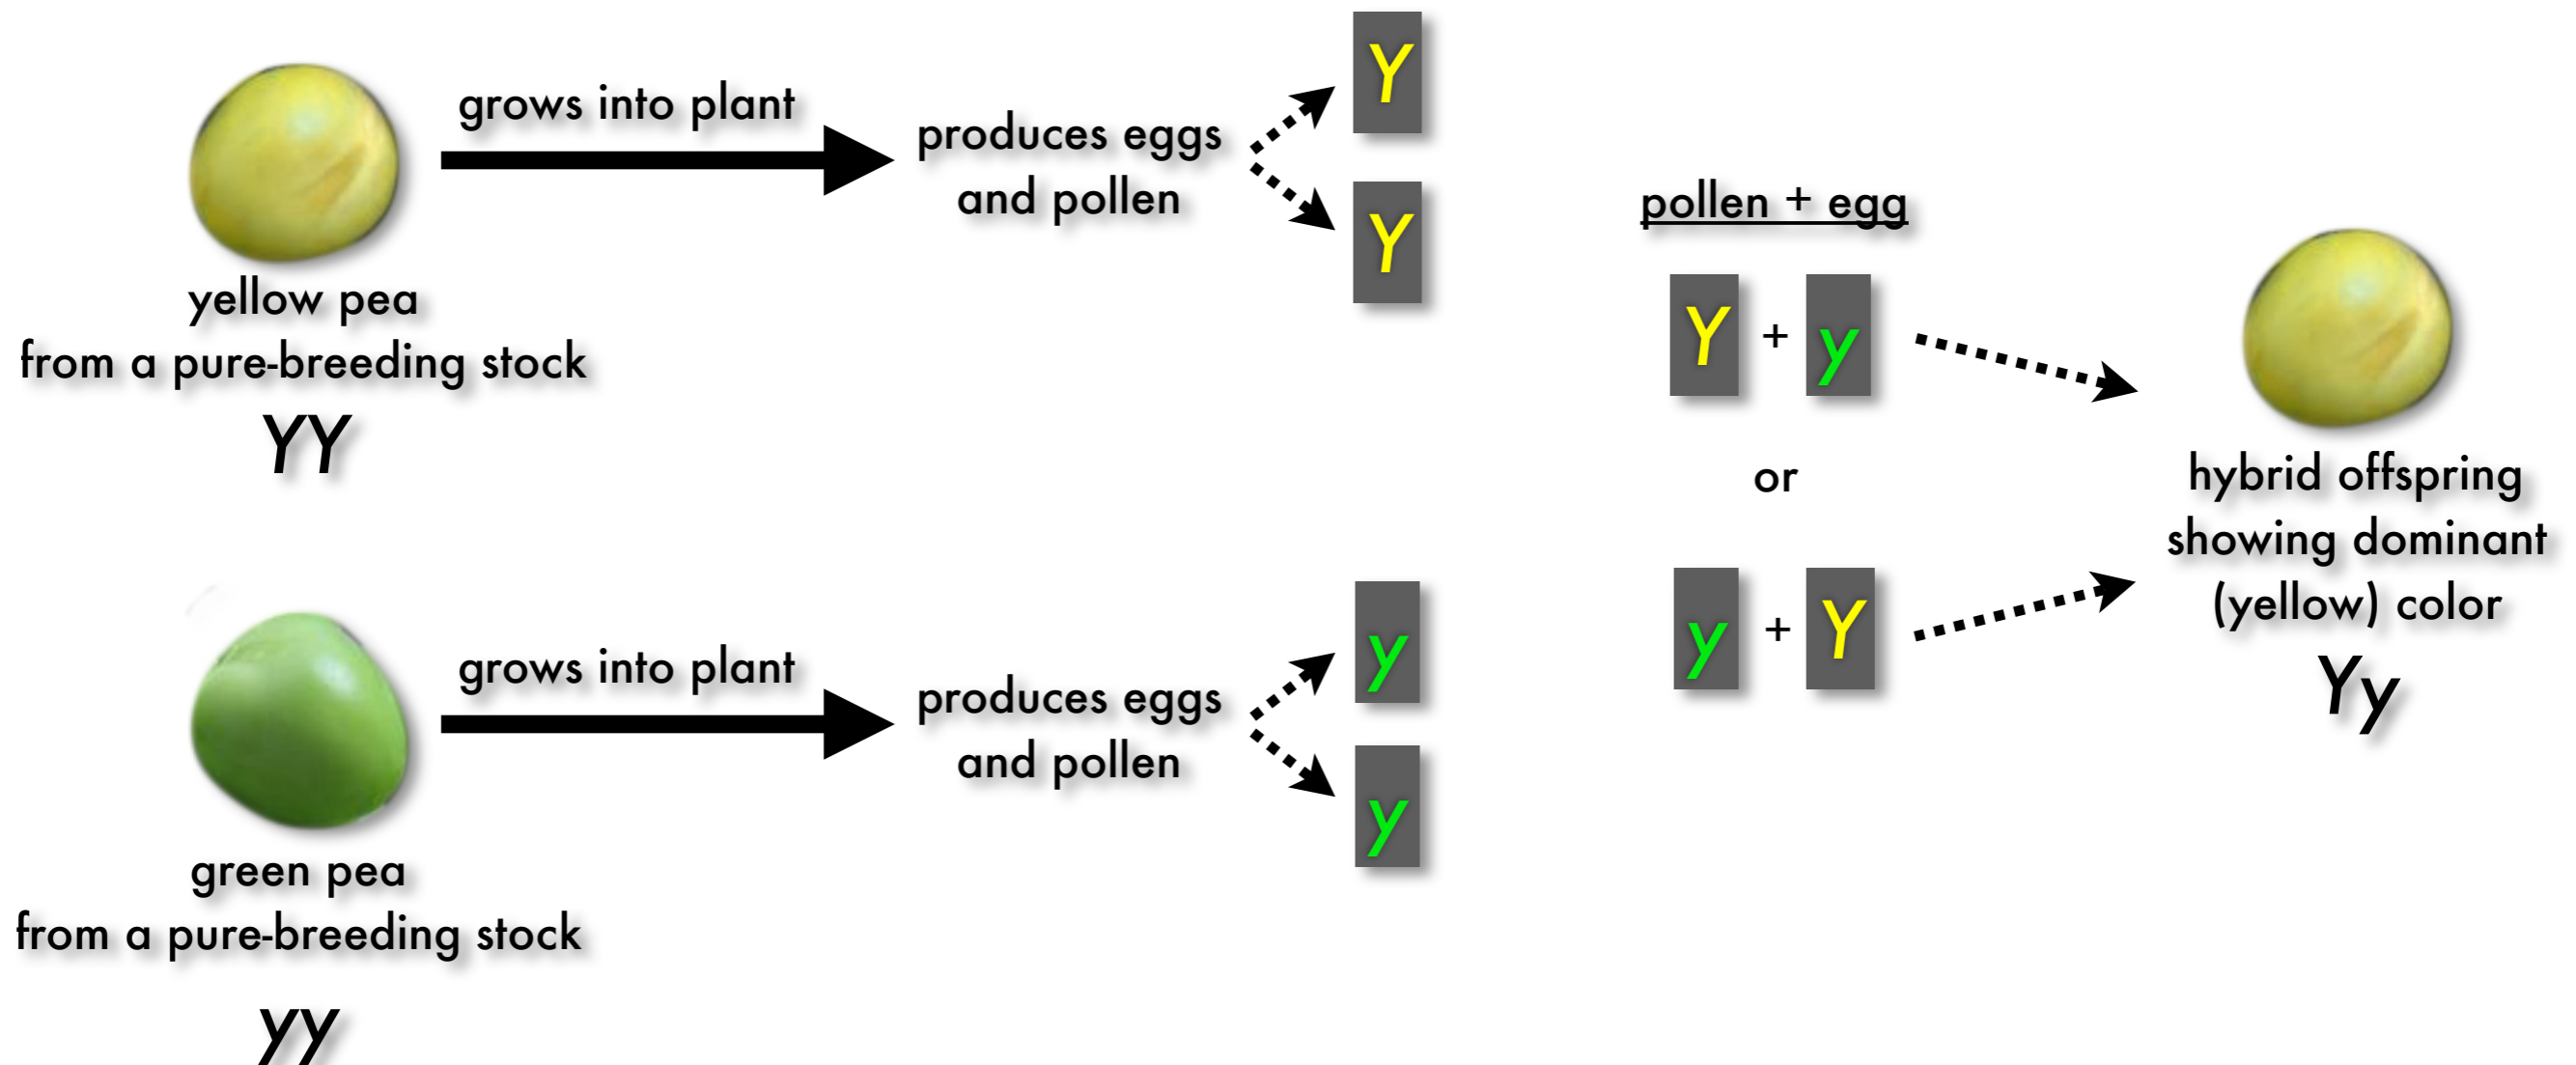 grows into plant
produces eggs
and pollen
Y
Y
yellow pea
from a pure-breeding stock
YY
grows into plant
produces eggs
and pollen
y
y
green pea
from a pure-breeding stock
yy
pollen + egg
Y + y
or
y + Y
hybrid offspring
showing dominant
(yellow) color
Yy